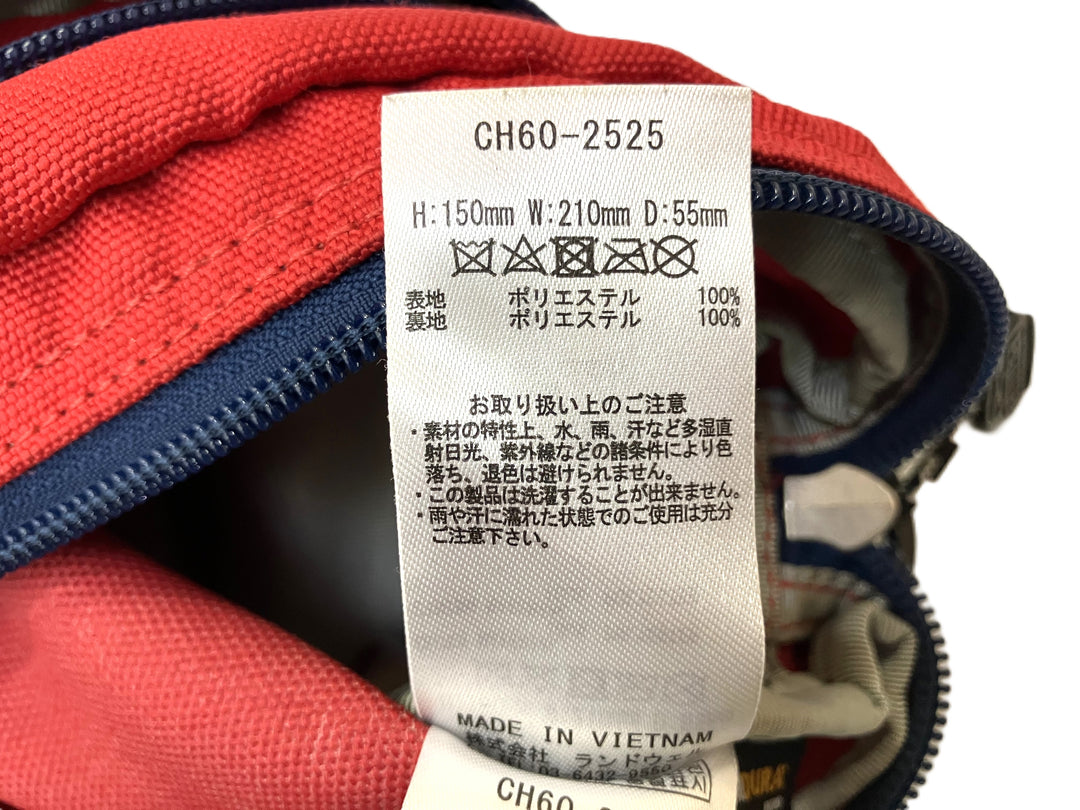 CH60-2525
H:150mm W:210mm D:55mm
表地 ポリエステル 100%
裏地 ポリエステル 100%
お取り扱い上のご注意
・素材の特性上、水、雨、汗など多湿直
射日光、紫外線などの諸条件により色
落ち、退色は避けられません。
・この製品は洗濯することが出来ません。
・雨や汗に濡れた状態でのご使用は充分
ご注意下さい。
MADE IN VIETNAM
株式会社 ランドウェル
TEL:03 6432
CH60-
DURA